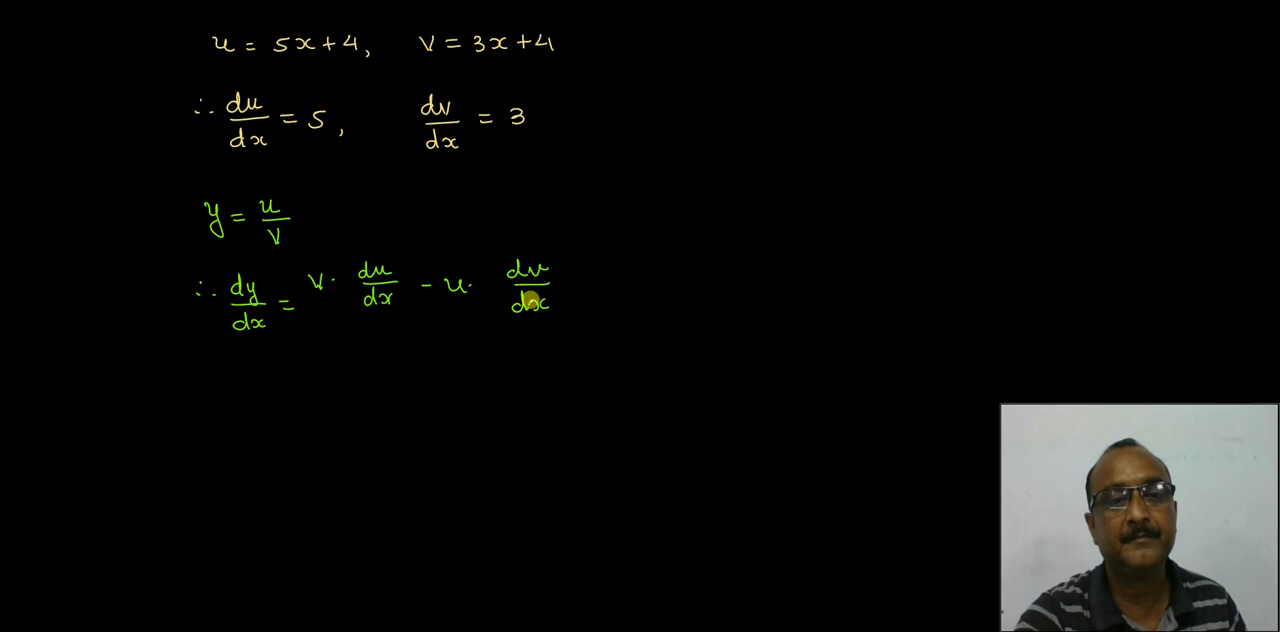 u = 5x+4, v = 3x+4
∴ du/dx = 5, dv/dx = 3
y = u/v
∴ dy/dx = v· du/dx - u· dv/dx